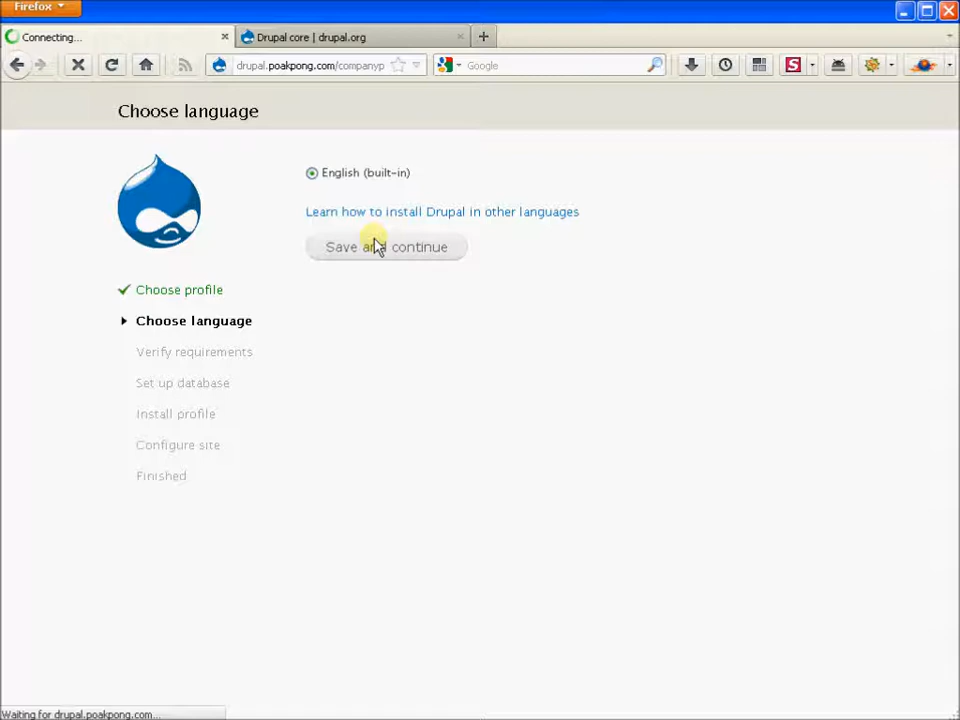 Firefox
Connecting...
Drupal core | drupal.org
drupal.poakpong.com/companyp
Google
Choose language
English (built-in)
Learn how to install Drupal in other languages
Save and continue
Choose profile
Choose language
Verify requirements
Set up database
Install profile
Configure site
Finished
Waiting for drupal.poakpong.com...